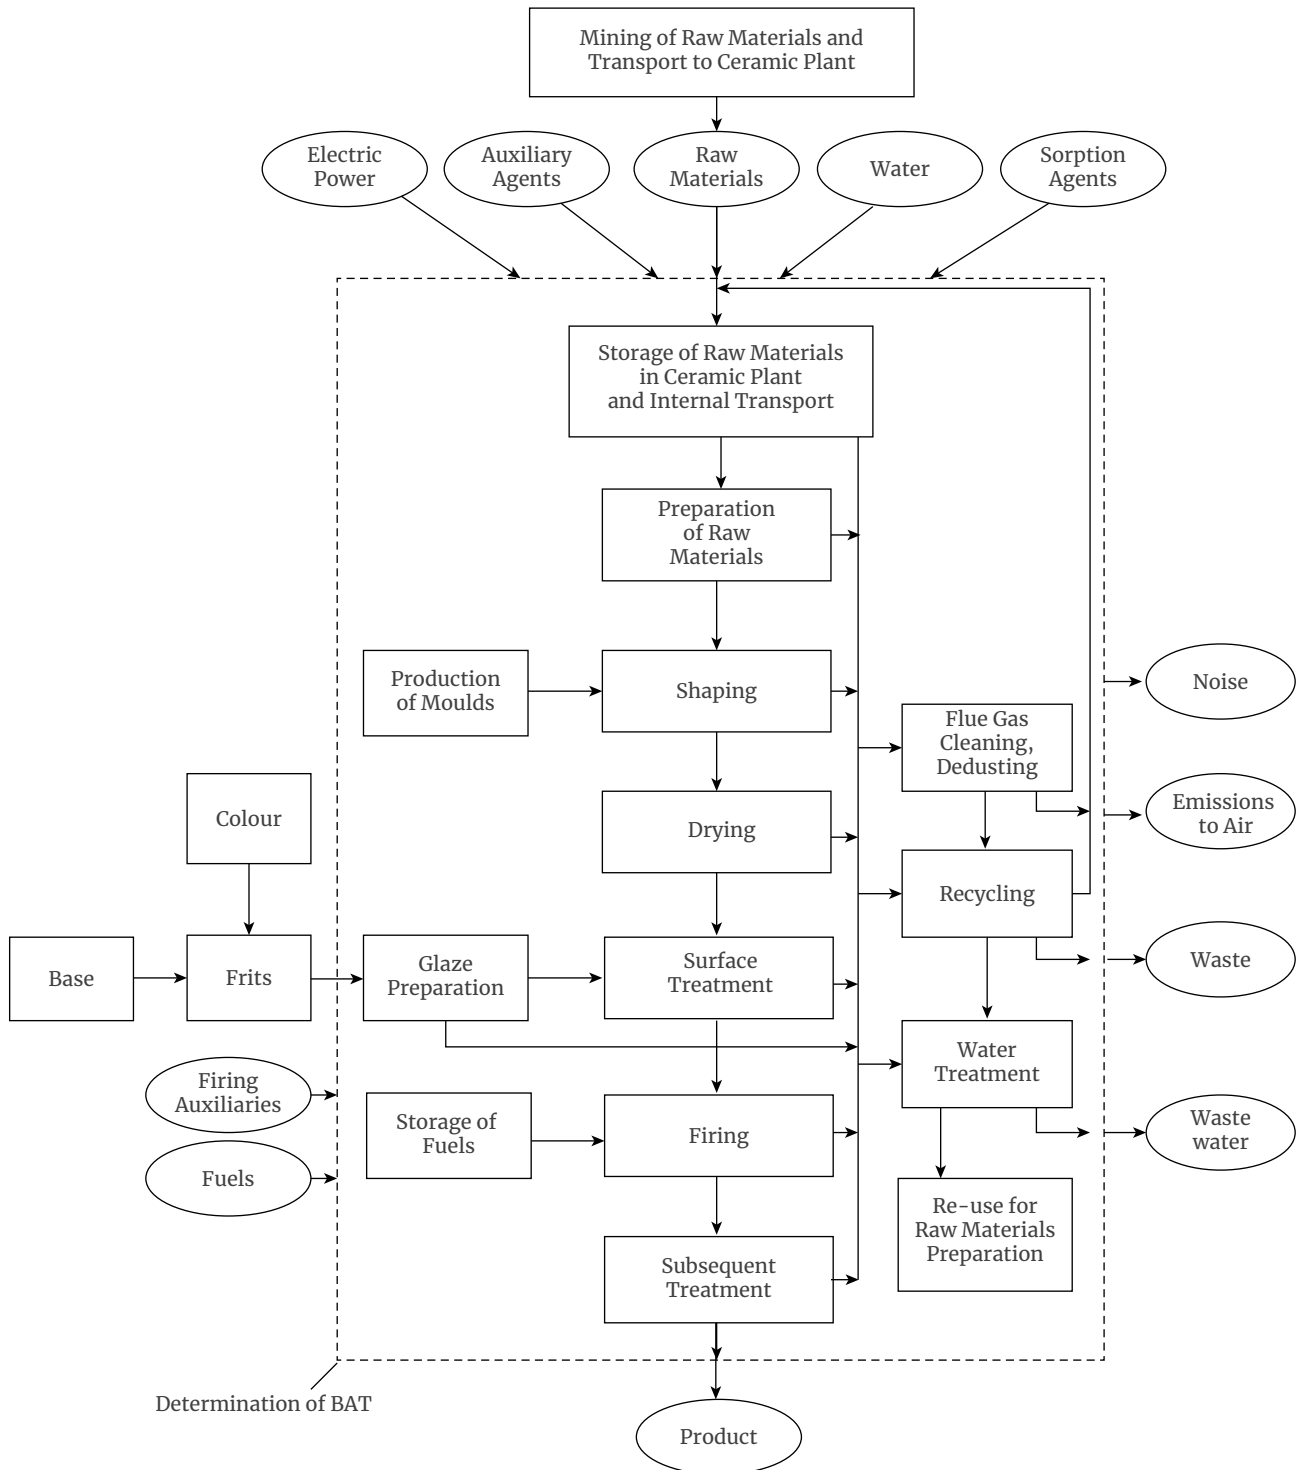 Mining of Raw Materials and
Transport to Ceramic Plant
Electric
Power
Auxiliary
Agents
Raw
Materials
Water
Sorption
Agents
Storage of Raw Materials
in Ceramic Plant
and Internal Transport
Preparation
of Raw
Materials
Production
of Moulds
Shaping
Noise
Flue Gas
Cleaning,
Dedusting
Colour
Drying
Emissions
to Air
Recycling
Base
Frits
Glaze
Preparation
Surface
Treatment
Waste
Water
Treatment
Firing
Auxiliaries
Storage of
Fuels
Firing
Waste
water
Fuels
Re-use for
Raw Materials
Preparation
Subsequent
Treatment
Determination of BAT
Product